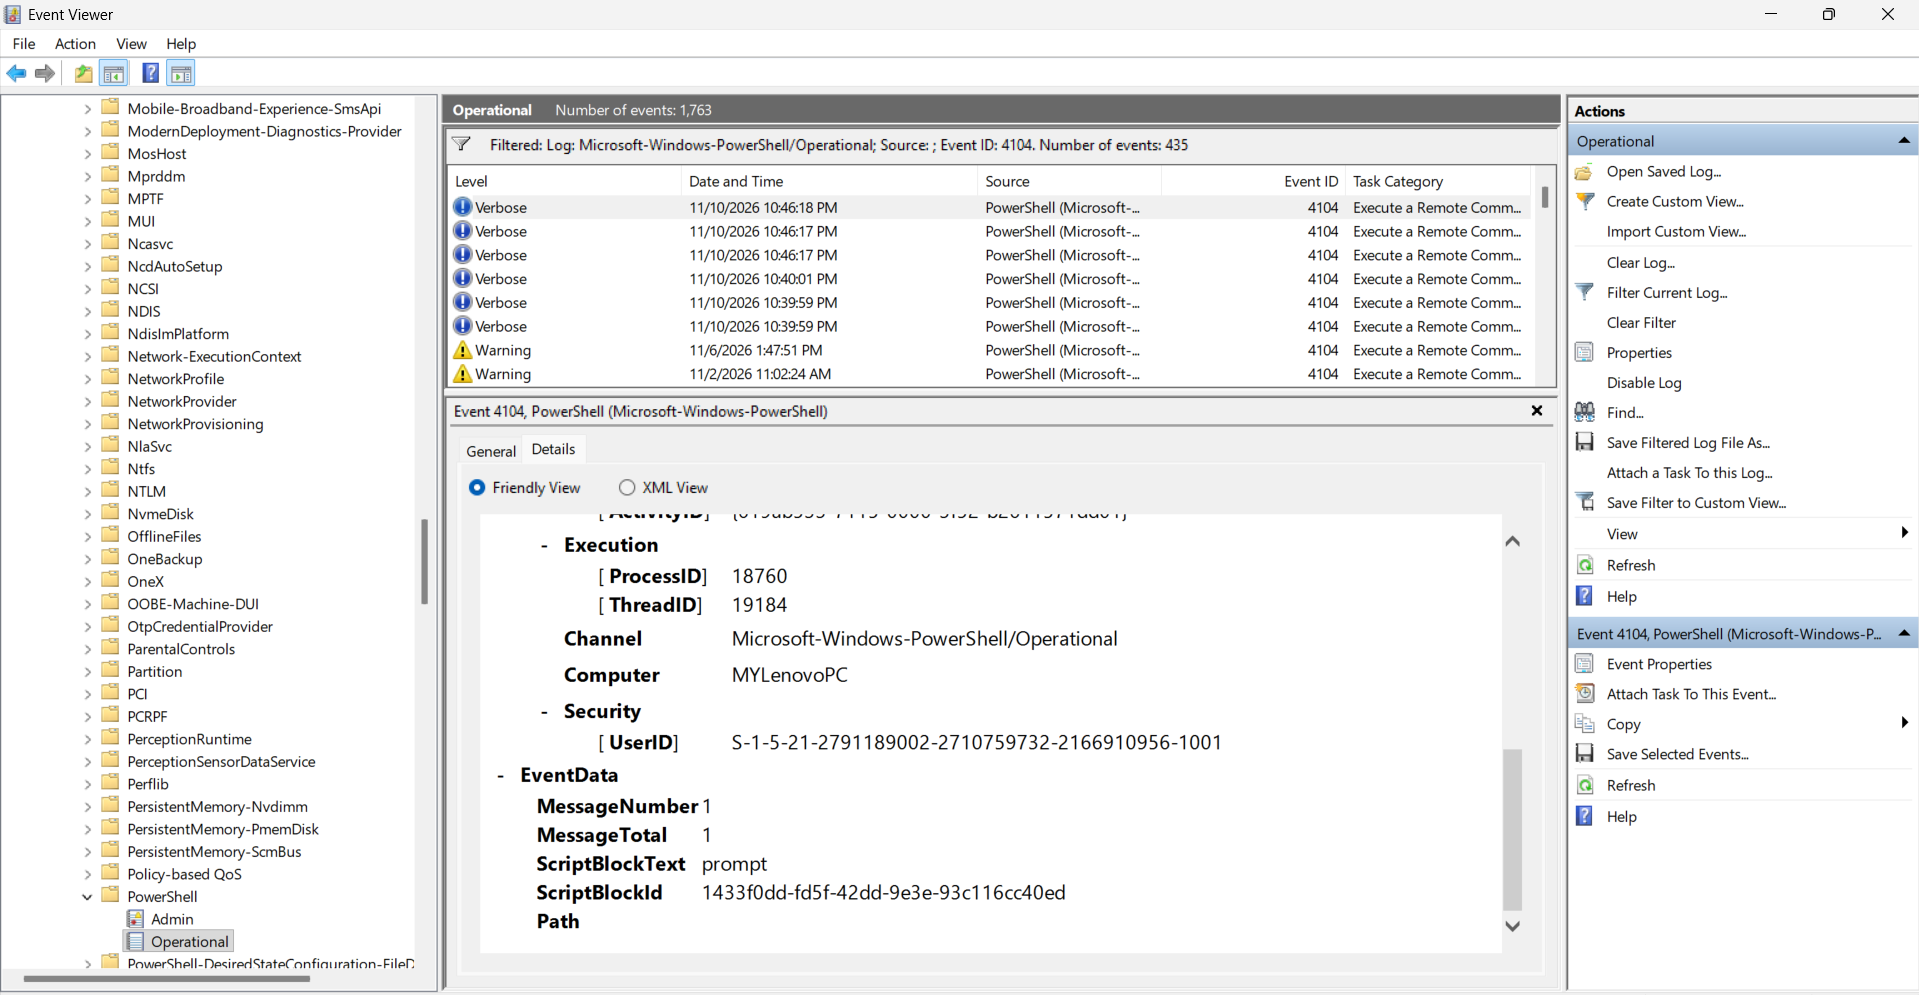 Event Viewer
File Action View Help
Mobile-Broadband-Experience-SmsApi
ModernDeployment-Diagnostics-Provider
MosHost
Mprddm
MPTF
MUI
Ncasvc
NcdAutoSetup
NCSI
NDIS
NdisImPlatform
Network-ExecutionContext
NetworkProfile
NetworkProvider
NetworkProvisioning
NlaSvc
Ntfs
NTLM
NvmeDisk
OfflineFiles
OneBackup
OneX
OOBE-Machine-DUI
OtpCredentialProvider
ParentalControls
Partition
PCI
PCRPF
PerceptionRuntime
PerceptionSensorDataService
Perflib
PersistentMemory-Nvdimm
PersistentMemory-PmemDisk
PersistentMemory-ScmBus
Policy-based QoS
PowerShell
Admin
Operational
PowerShell-DesiredStateConfiguration-FileD
Operational Number of events: 1,763
Filtered: Log: Microsoft-Windows-PowerShell/Operational; Source: ; Event ID: 4104. Number of events: 435
Level Date and Time Source Event ID Task Category
Verbose 11/10/2026 10:46:18 PM PowerShell (Microsoft-... 4104 Execute a Remote Comm...
Verbose 11/10/2026 10:46:17 PM PowerShell (Microsoft-... 4104 Execute a Remote Comm...
Verbose 11/10/2026 10:46:17 PM PowerShell (Microsoft-... 4104 Execute a Remote Comm...
Verbose 11/10/2026 10:40:01 PM PowerShell (Microsoft-... 4104 Execute a Remote Comm...
Verbose 11/10/2026 10:39:59 PM PowerShell (Microsoft-... 4104 Execute a Remote Comm...
Verbose 11/10/2026 10:39:59 PM PowerShell (Microsoft-... 4104 Execute a Remote Comm...
Warning 11/6/2026 1:47:51 PM PowerShell (Microsoft-... 4104 Execute a Remote Comm...
Warning 11/2/2026 11:02:24 AM PowerShell (Microsoft-... 4104 Execute a Remote Comm...
Event 4104, PowerShell (Microsoft-Windows-PowerShell)
General Details
Friendly View XML View
- Execution
[ ProcessID] 18760
[ ThreadID] 19184
Channel Microsoft-Windows-PowerShell/Operational
Computer MYLenovoPC
- Security
[ UserID] S-1-5-21-2791189002-2710759732-2166910956-1001
- EventData
MessageNumber 1
MessageTotal 1
ScriptBlockText prompt
ScriptBlockId 1433f0dd-fd5f-42dd-9e3e-93c116cc40ed
Path
Actions
Operational
Open Saved Log...
Create Custom View...
Import Custom View...
Clear Log...
Filter Current Log...
Clear Filter
Properties
Disable Log
Find...
Save Filtered Log File As...
Attach a Task To this Log...
Save Filter to Custom View...
View
Refresh
Help
Event 4104, PowerShell (Microsoft-Windows-P...
Event Properties
Attach Task To This Event...
Copy
Save Selected Events...
Refresh
Help